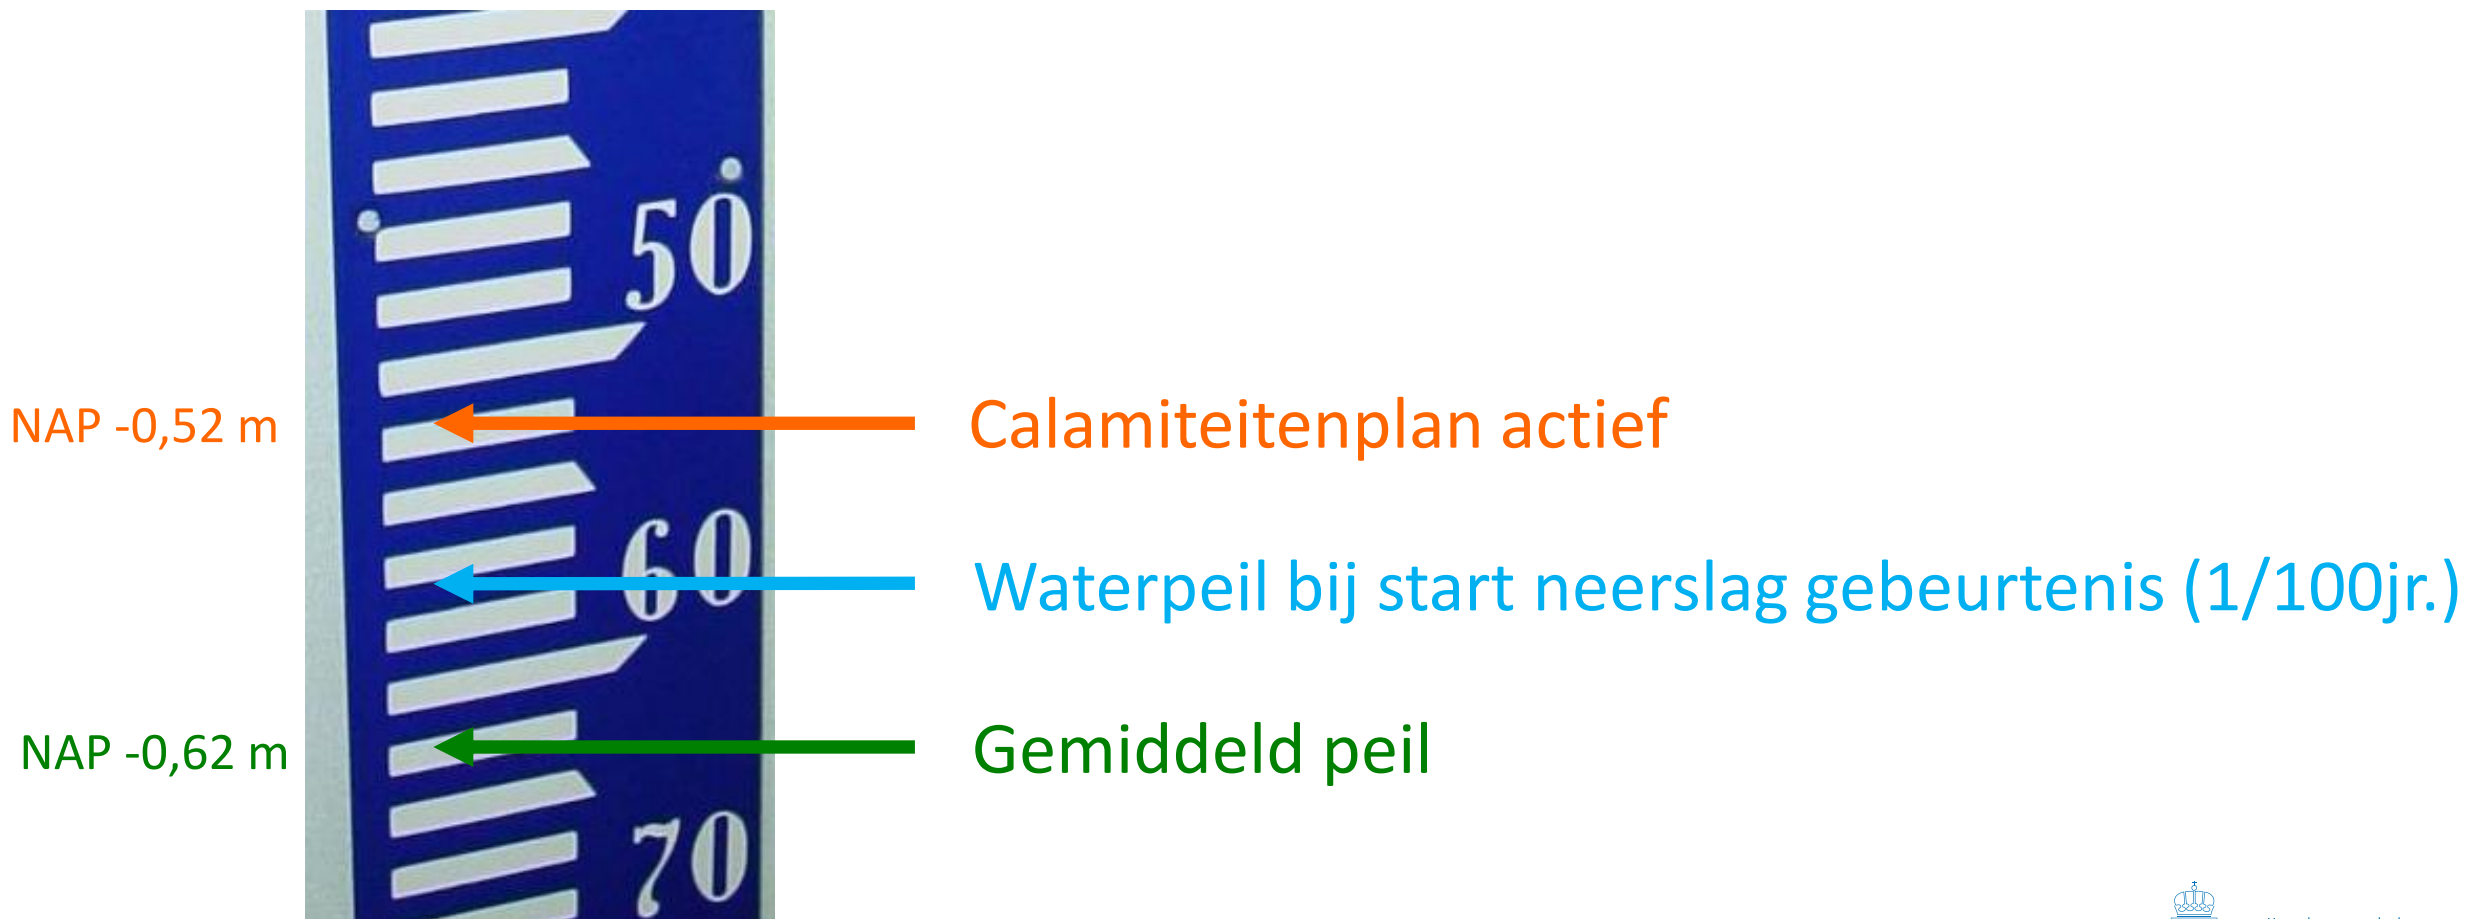 50
NAP -0,52 m
Calamiteitenplan actief
60
Waterpeil bij start neerslag gebeurtenis (1/100jr.)
NAP -0,62 m
Gemiddeld peil
70